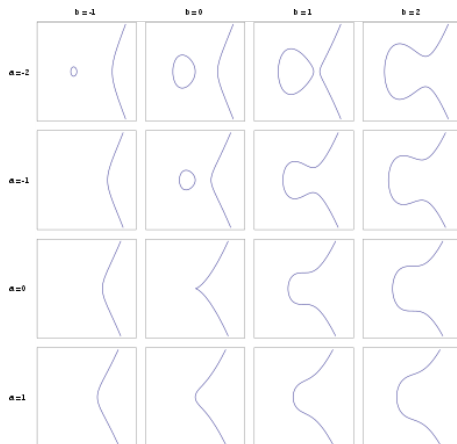 b = -1 b = 0 b = 1 b = 2
a=-2
a=-1
a=0
a=1